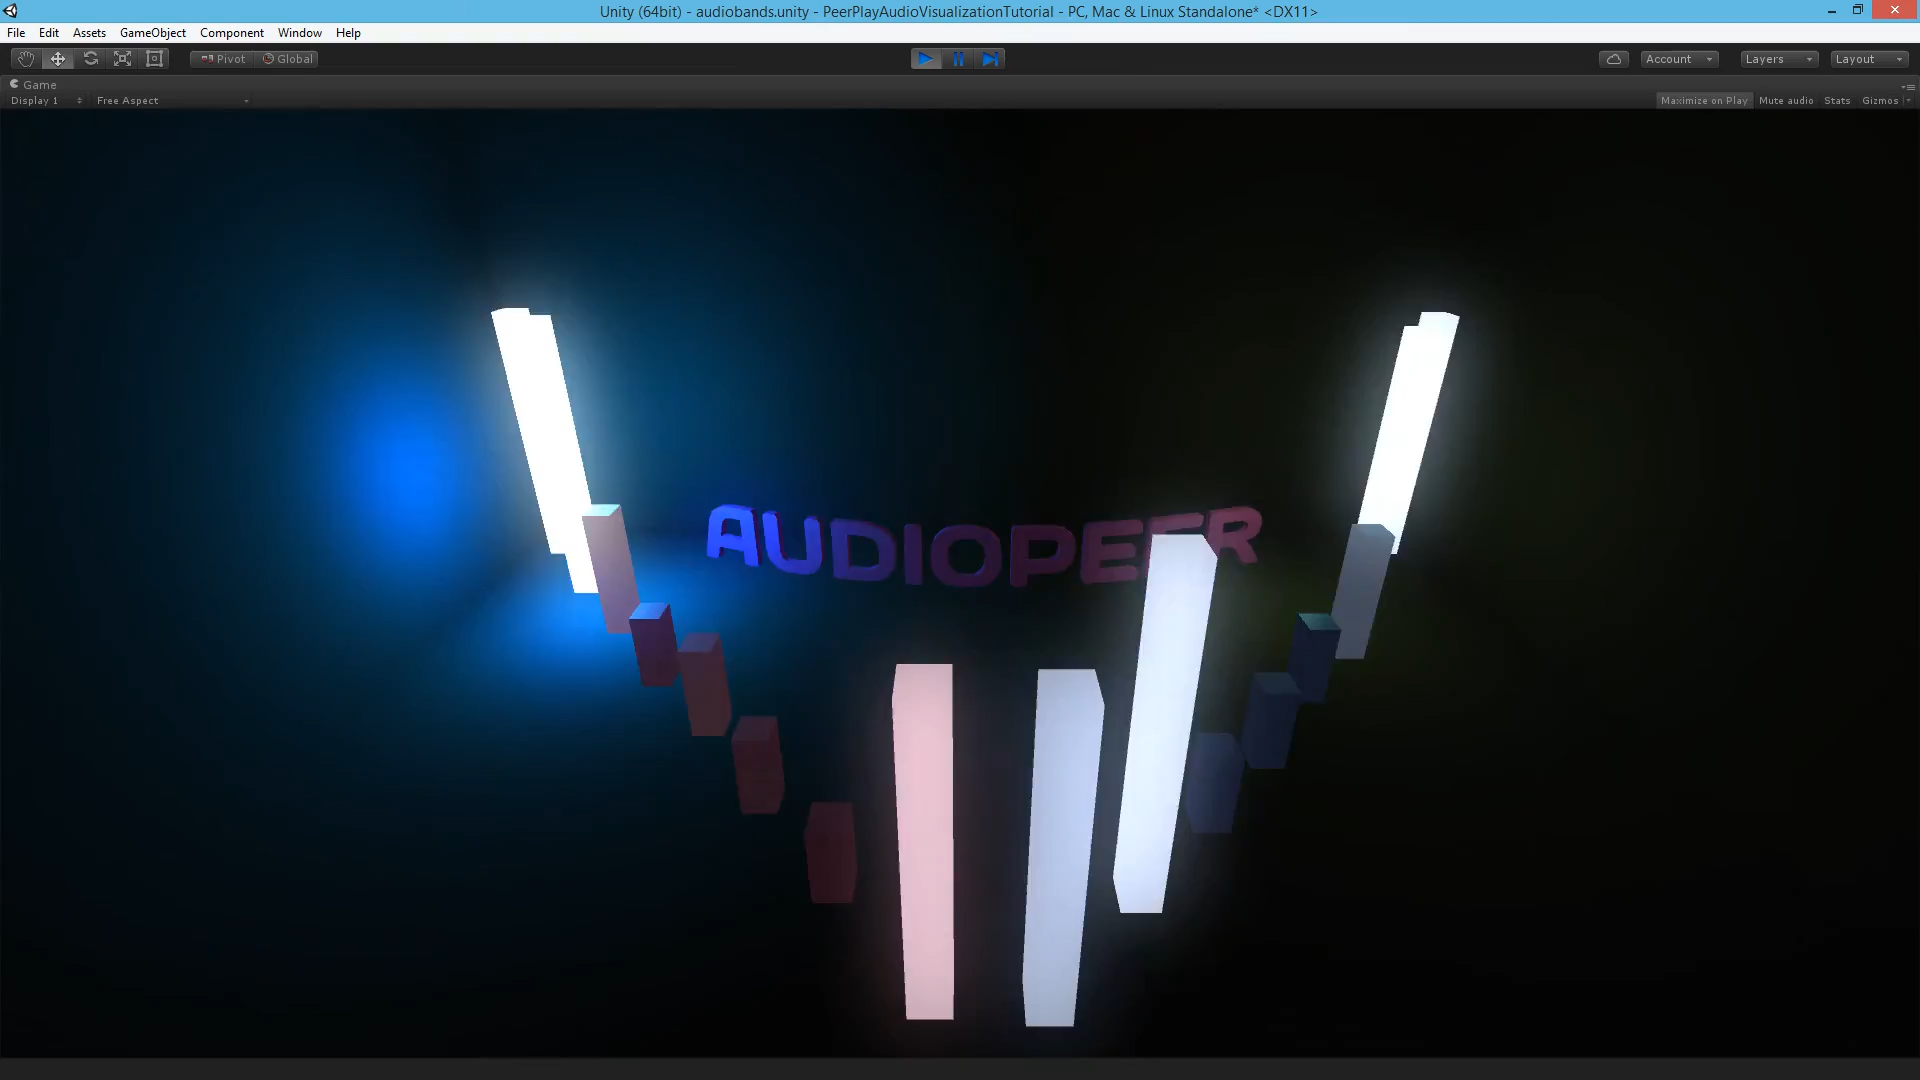 Unity (64bit) - audiobands.unity - PeerPlayAudioVisualizationTutorial - PC, Mac & Linux Standalone* <DX11>
File Edit Assets GameObject Component Window Help
Pivot Global Account Layers Layout
Game
Display 1 Free Aspect Maximize on Play Mute audio Stats Gizmos
AUDIOPEER